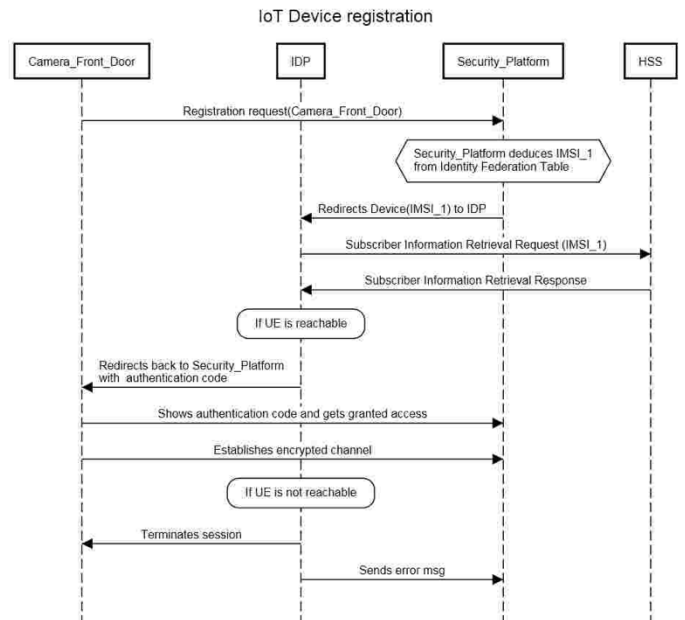 IoT Device registration
Camera_Front_Door
IDP
Security_Platform
HSS
Registration request(Camera_Front_Door)
Security_Platform deduces IMSI_1
from Identity Federation Table
Redirects Device(IMSI_1) to IDP
Subscriber Information Retrieval Request (IMSI_1)
Subscriber Information Retrieval Response
If UE is reachable
Redirects back to Security_Platform
with authentication code
Shows authentication code and gets granted access
Establishes encrypted channel
If UE is not reachable
Terminates session
Sends error msg